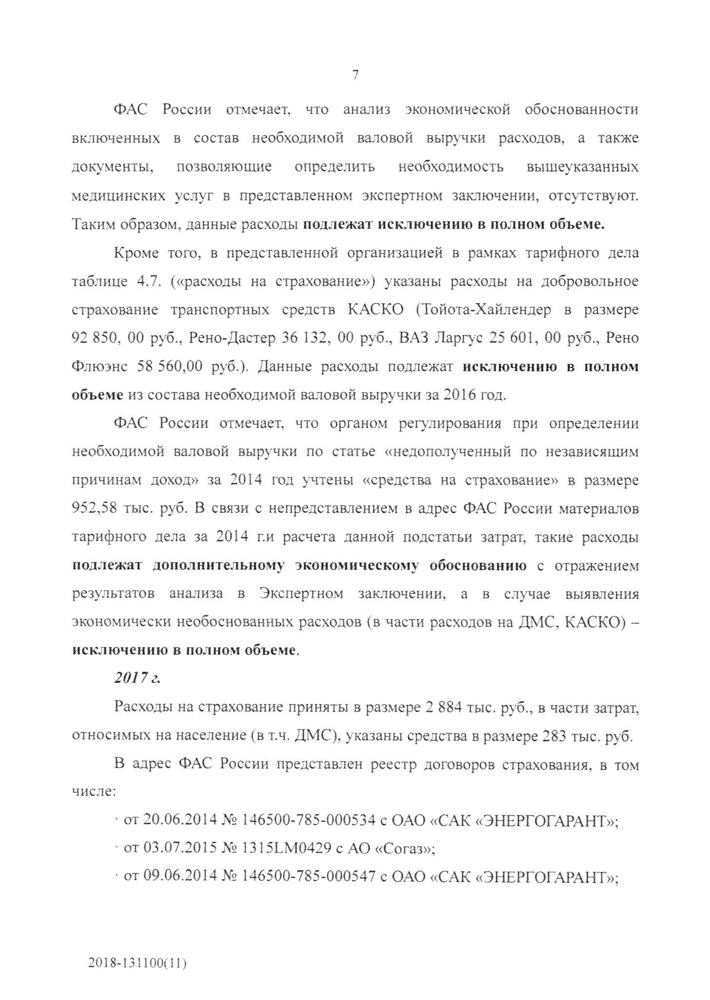 7
ФАС России отмечает, что анализ экономической обоснованности
включенных в состав необходимой валовой выручки расходов, а также
документы, позволяющие определить необходимость вышеуказанных
медицинских услуг в представленном экспертном заключении, отсутствуют.
Таким образом, данные расходы подлежат исключению в полном объеме.
Кроме того, в представленной организацией в рамках тарифного дела
таблице 4.7. («расходы на страхование») указаны расходы на добровольное
страхование транспортных средств КАСКО (Тойота-Хайлендер в размере
92 850, 00 руб., Рено-Дастер 36 132, 00 руб., ВАЗ Ларгус 25 601, 00 руб., Рено
Флюэнс 58 560,00 руб.). Данные расходы подлежат исключению в полном
объеме из состава необходимой валовой выручки за 2016 год.
ФАС России отмечает, что органом регулирования при определении
необходимой валовой выручки по статье «недополученный по независящим
причинам доход» за 2014 год учтены «средства на страхование» в размере
952,58 тыс. руб. В связи с непредставлением в адрес ФАС России материалов
тарифного дела за 2014 г.и расчета данной подстатьи затрат, такие расходы
подлежат дополнительному экономическому обоснованию с отражением
результатов анализа в Экспертном заключении, а в случае выявления
экономически необоснованных расходов (в части расходов на ДМС, КАСКО) –
исключению в полном объеме.
2017 г.
Расходы на страхование приняты в размере 2 884 тыс. руб., в части затрат,
относимых на население (в т.ч. ДМС), указаны средства в размере 283 тыс. руб.
В адрес ФАС России представлен реестр договоров страхования, в том
числе:
· от 20.06.2014 № 146500-785-000534 с ОАО «САК «ЭНЕРГОГАРАНТ»;
· от 03.07.2015 № 1315LM0429 с АО «Согаз»;
· от 09.06.2014 № 146500-785-000547 с ОАО «САК «ЭНЕРГОГАРАНТ»;
2018-131100(11)